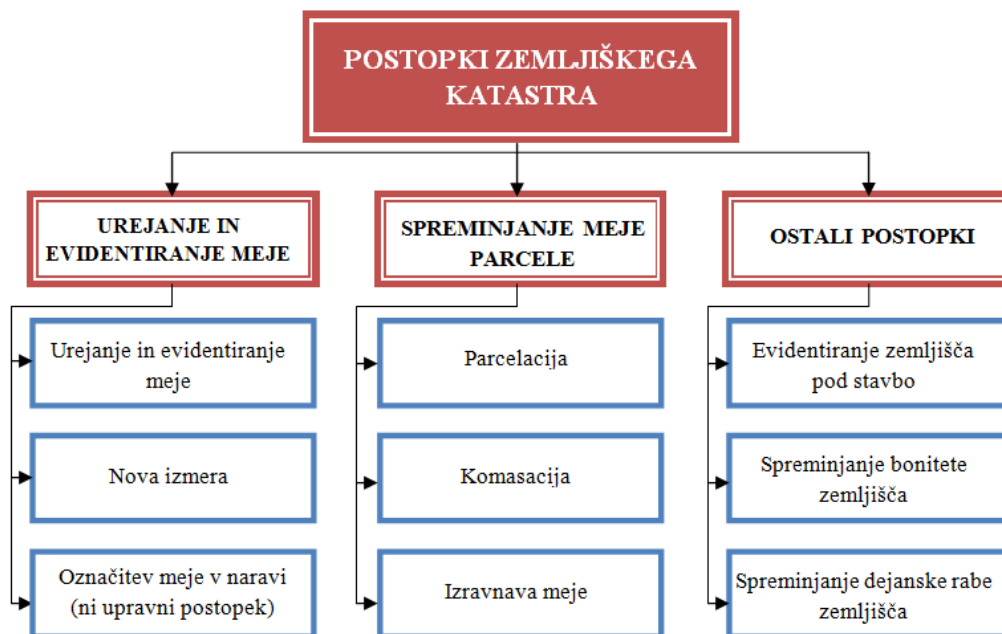 POSTOPKI ZEMLJIŠKEGA
KATASTRA
UREJANJE IN
EVIDENTIRANJE MEJE
Urejanje in evidentiranje
meje
Nova izmera
Označitev meje v naravi
(ni upravni postopek)
SPREMINJANJE MEJE
PARCELE
Parcelacija
Komasacija
Izravnava meje
OSTALI POSTOPKI
Evidentiranje zemljišča
pod stavbo
Spreminjanje bonitete
zemljišča
Spreminjanje dejanske rabe
zemljišča